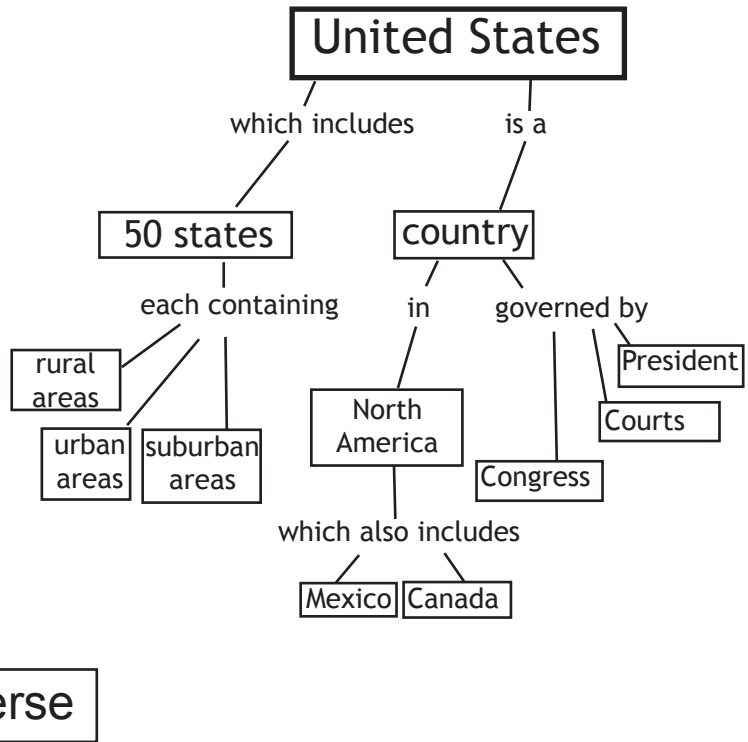 United States
which includes
is a
50 states
country
each containing
in
governed by
rural
areas
President
North
America
Courts
urban
areas
suburban
areas
Congress
which also includes
Mexico
Canada
erse